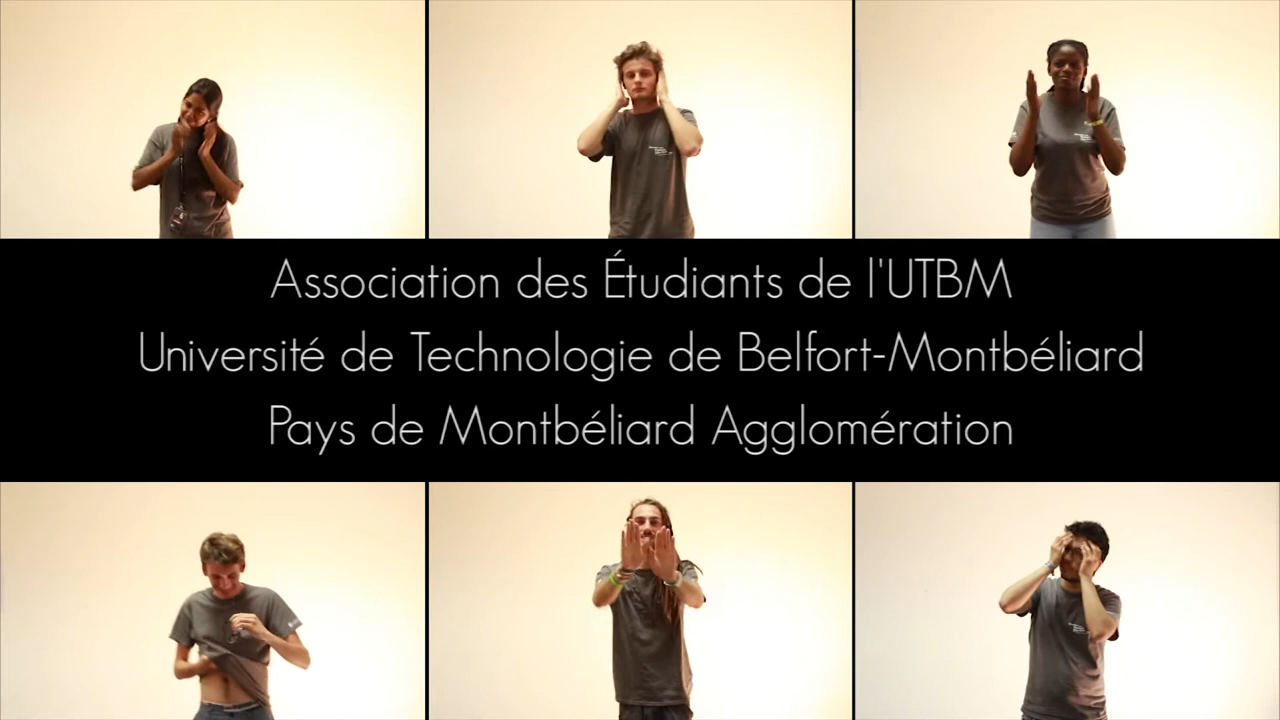 Association des Étudiants de l'UTBM
Université de Technologie de Belfort-Montbéliard
Pays de Montbéliard Agglomération